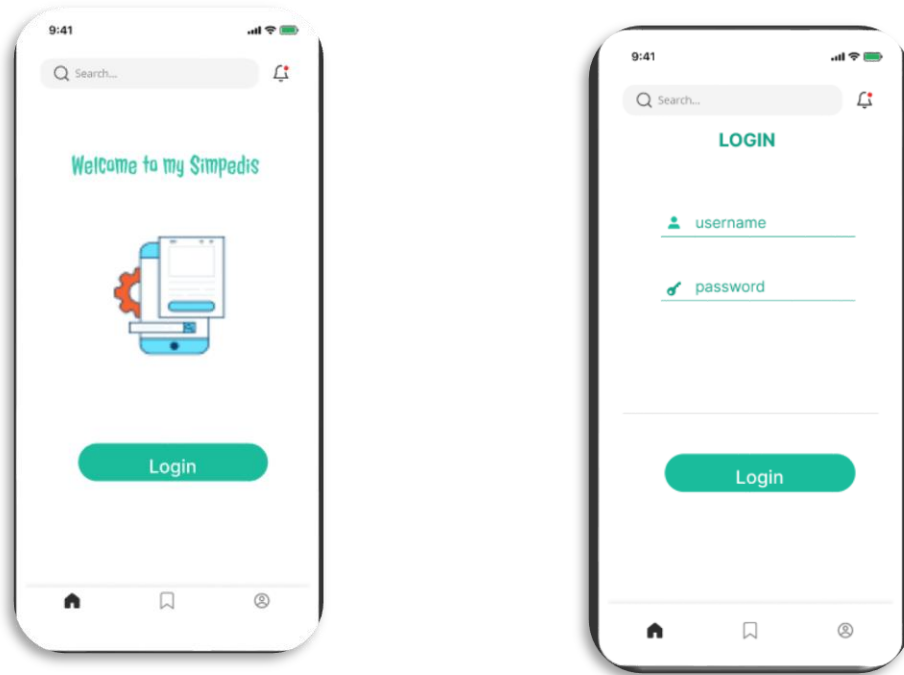 9:41
Search...
Welcome to my Simpedis
Login
9:41
Search...
LOGIN
username
password
Login